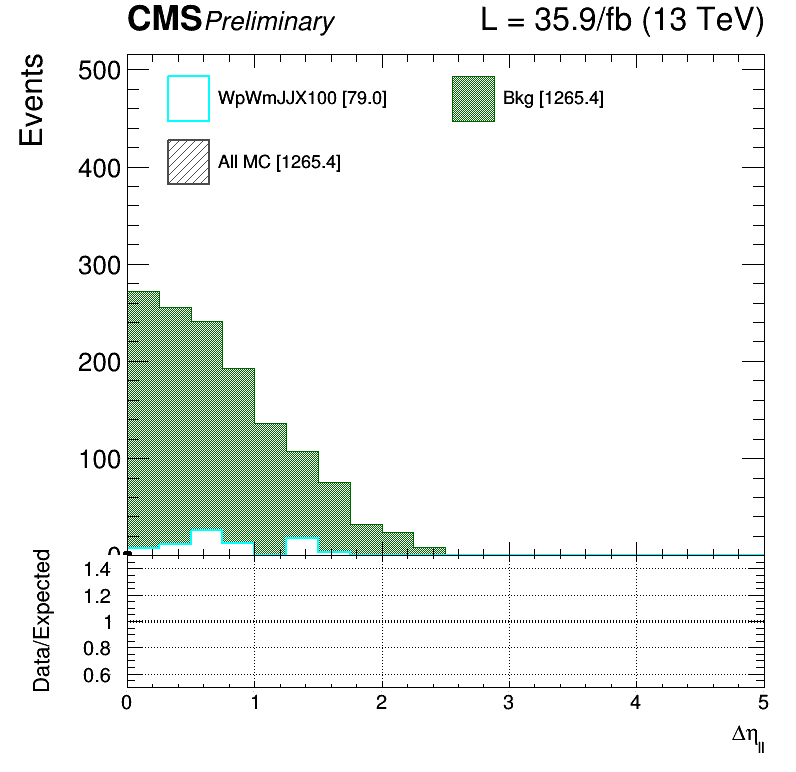 CMS Preliminary L = 35.9/fb (13 TeV)
Events
500
400
300
200
100
0
WpWmJJX100 [79.0]
Bkg [1265.4]
All MC [1265.4]
Data/Expected
1.4
1.2
1
0.8
0.6
0 1 2 3 4 5
Δη_ll